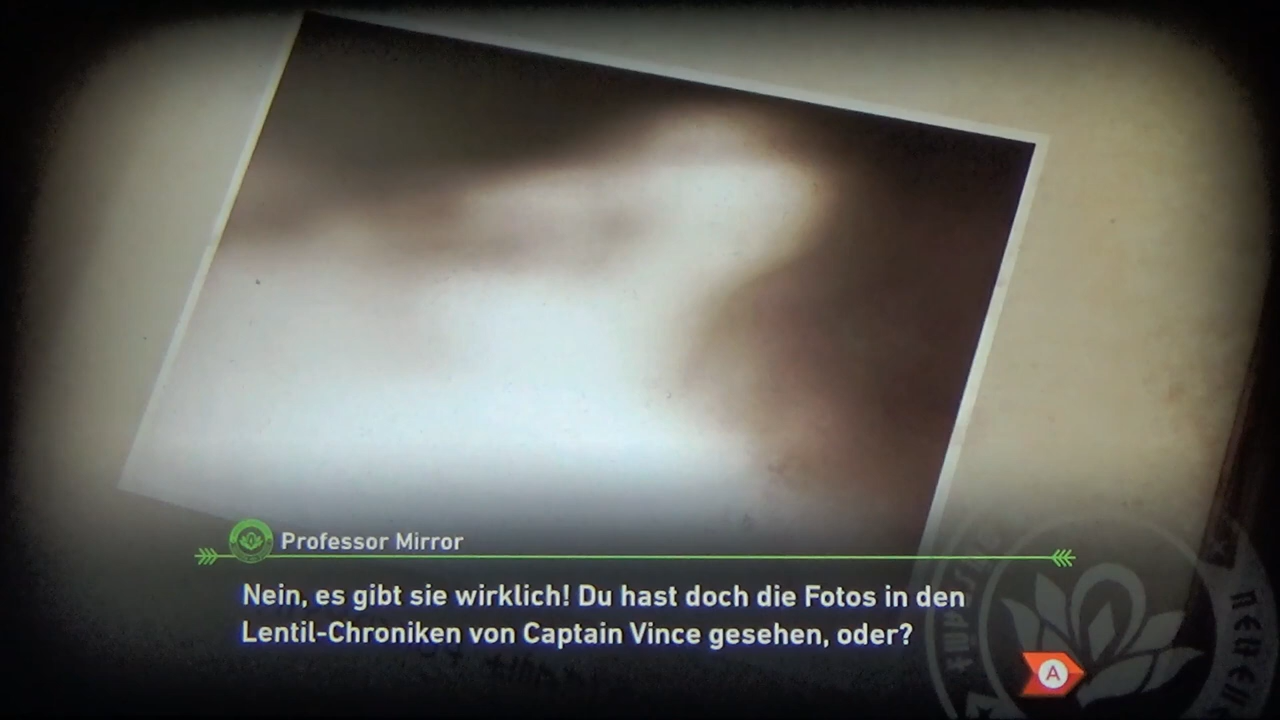 Professor Mirror
Nein, es gibt sie wirklich! Du hast doch die Fotos in den
Lentil-Chroniken von Captain Vince gesehen, oder?
A